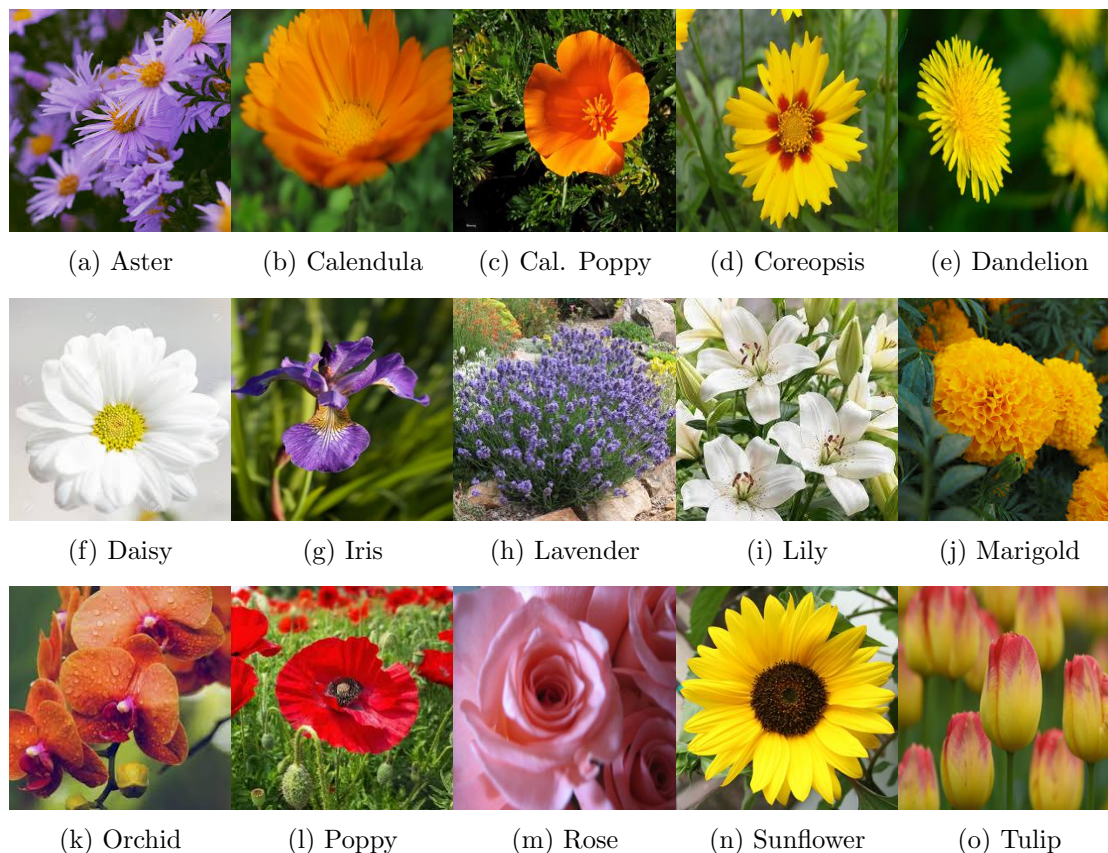 (a) Aster
(b) Calendula
(c) Cal. Poppy
(d) Coreopsis
(e) Dandelion
(f) Daisy
(g) Iris
(h) Lavender
(i) Lily
(j) Marigold
(k) Orchid
(l) Poppy
(m) Rose
(n) Sunflower
(o) Tulip